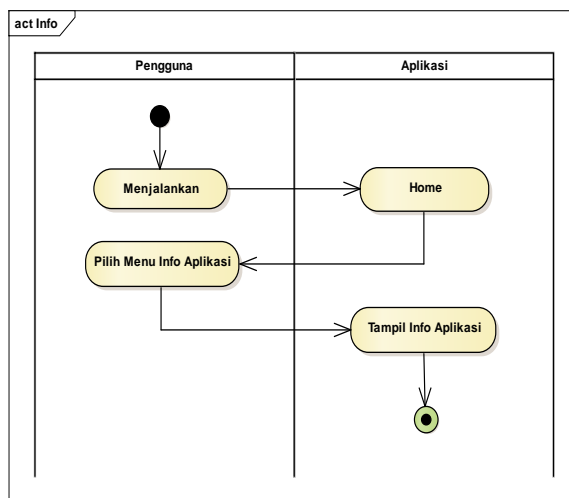 act Info
Pengguna
Aplikasi
Menjalankan
Home
Pilih Menu Info Aplikasi
Tampil Info Aplikasi